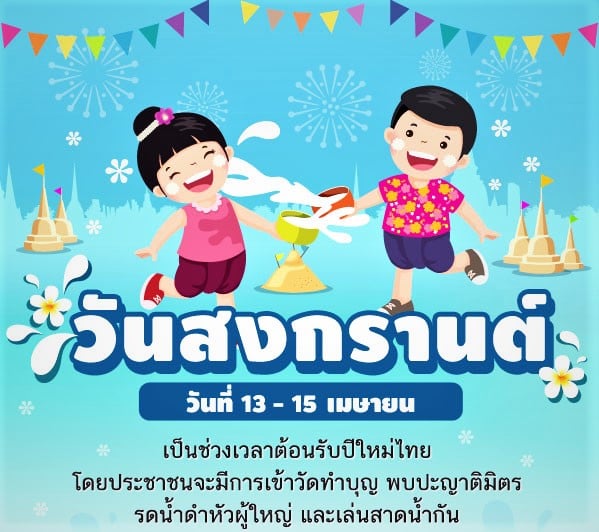 วันสงกรานต์
วันที่ 13 - 15 เมษายน
เป็นช่วงเวลาต้อนรับปีใหม่ไทย
โดยประชาชนจะมีการเข้าวัดทำบุญ พบปะญาติมิตร
รดน้ำดำหัวผู้ใหญ่ และเล่นสาดน้ำกัน